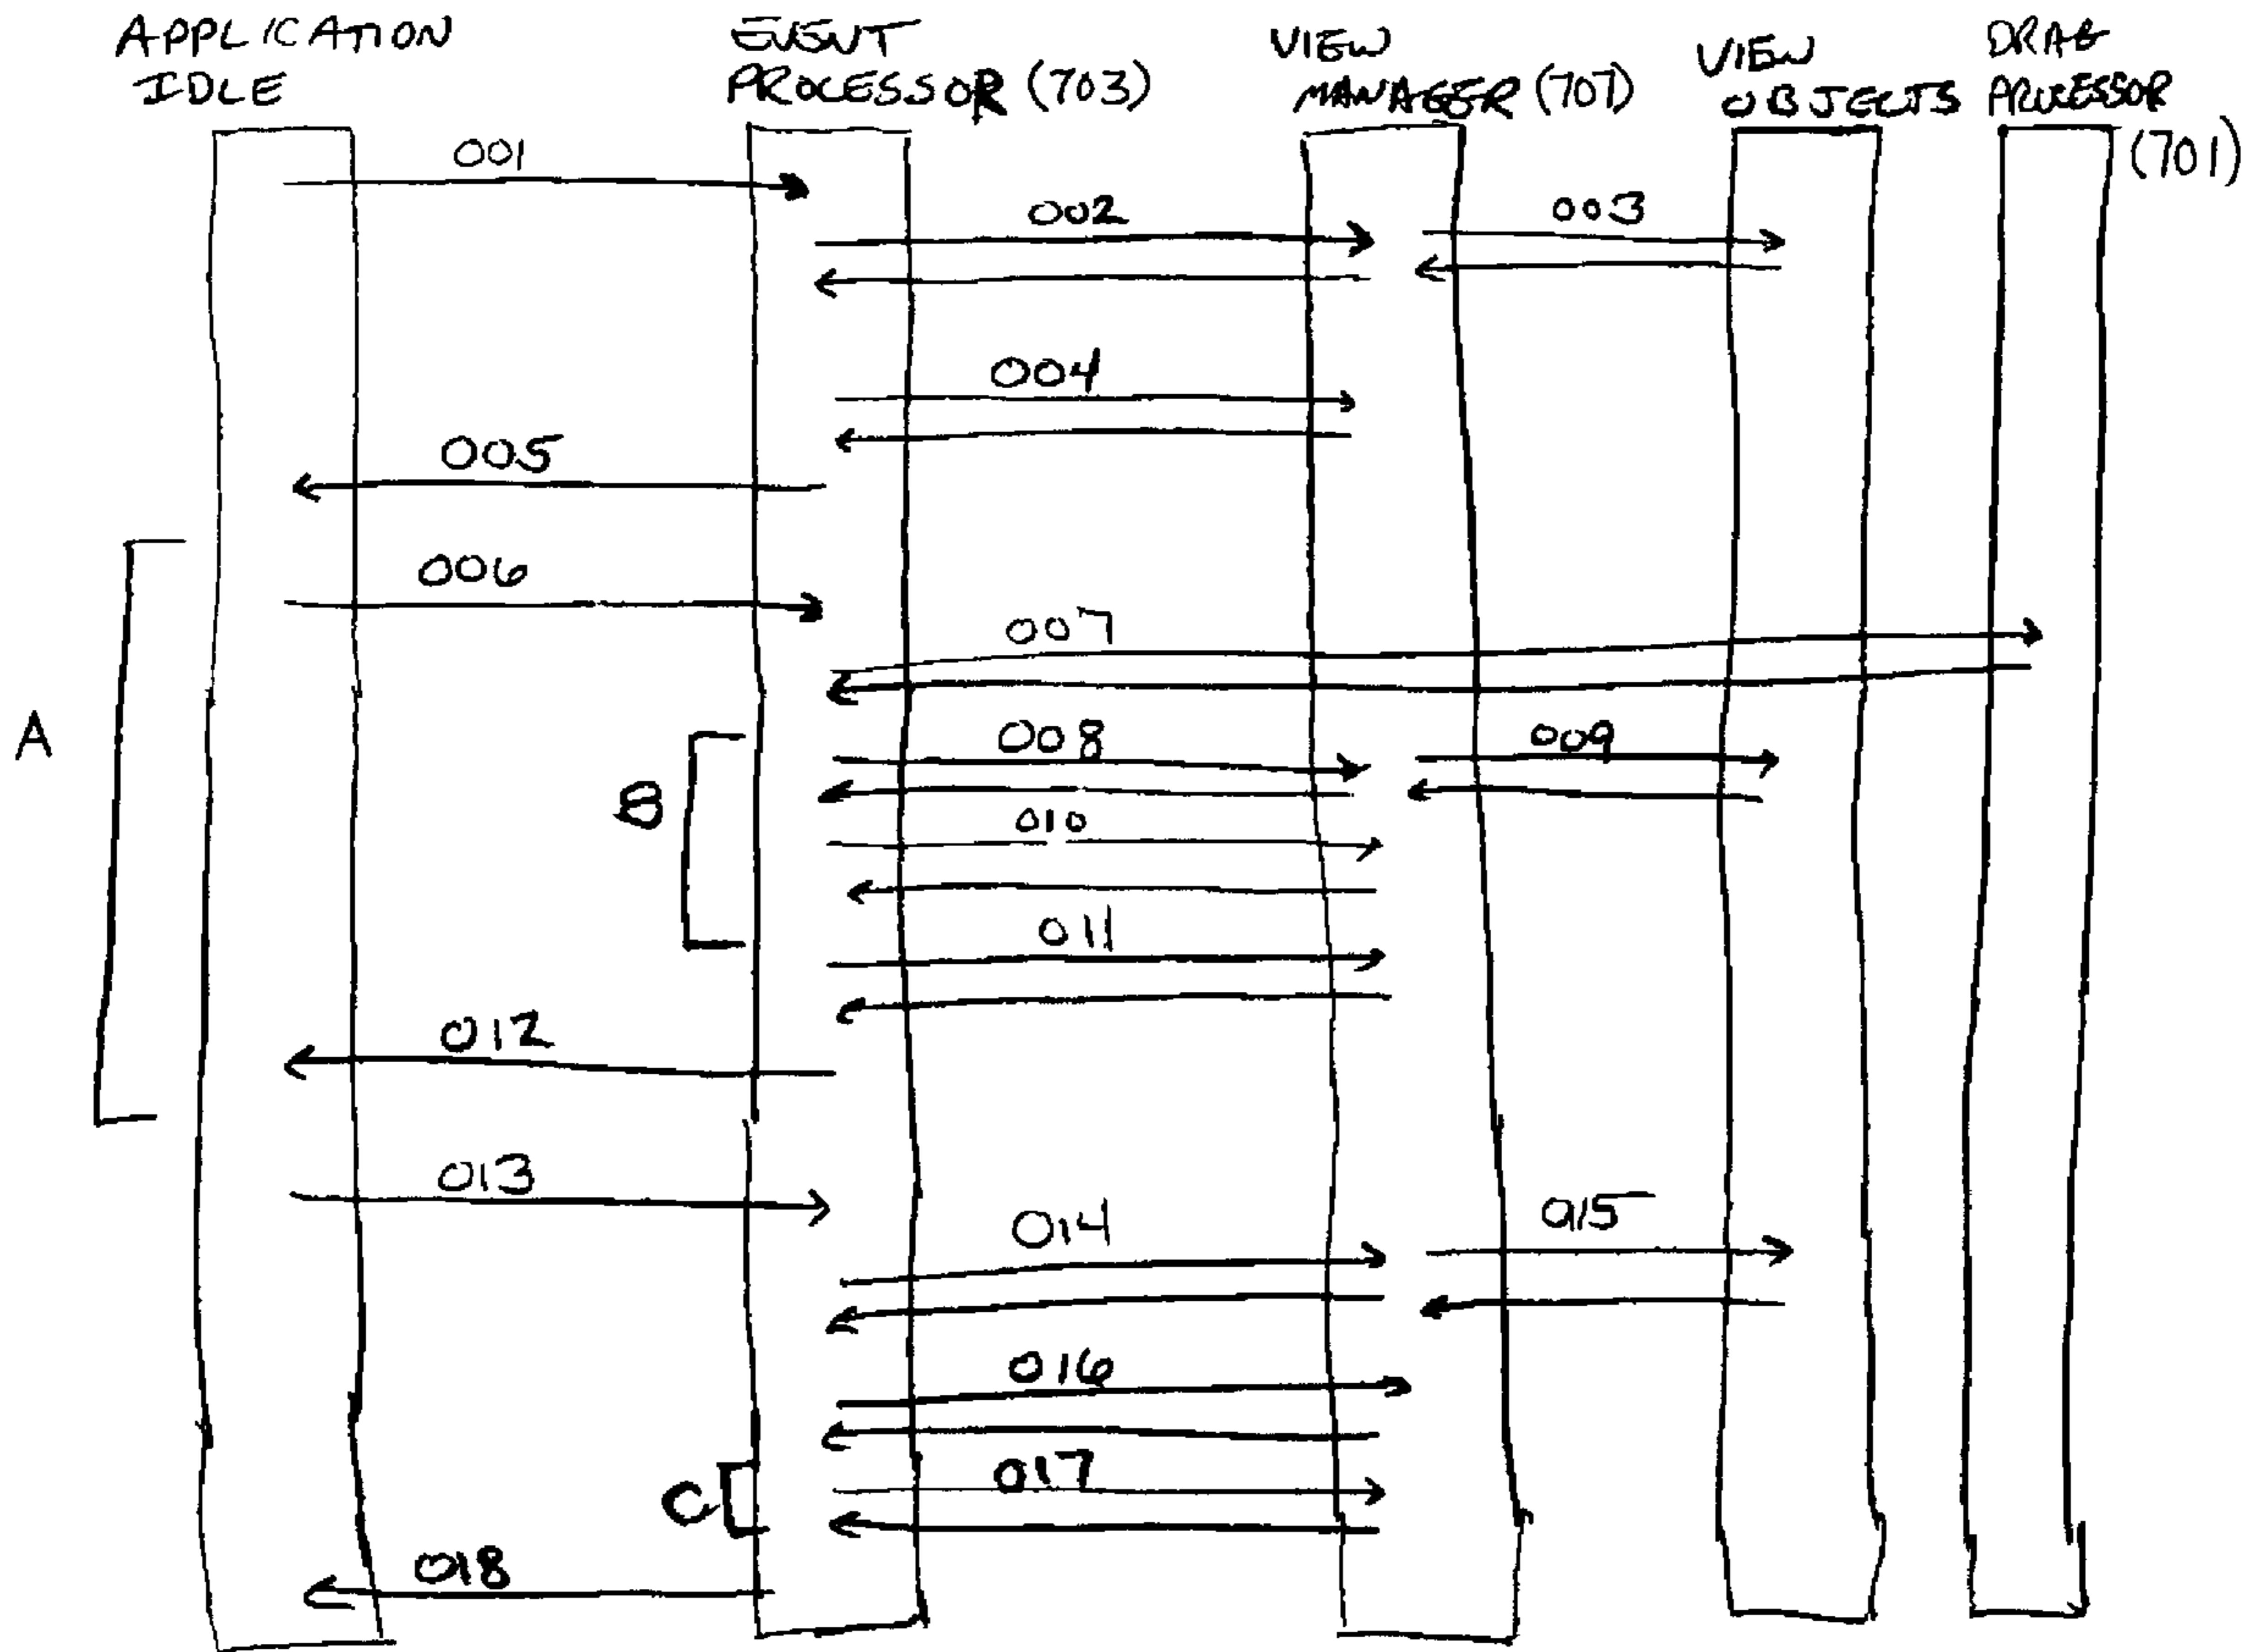 APPLICATION
IDLE
EVENT
PROCESSOR (703)
VIEW
MANAGER (707)
VIEW
OBJECTS
DRAG
PROCESSOR
(701)
001
002
003
004
005
006
007
A
008
009
B
010
011
012
013
014
015
016
017
C
018